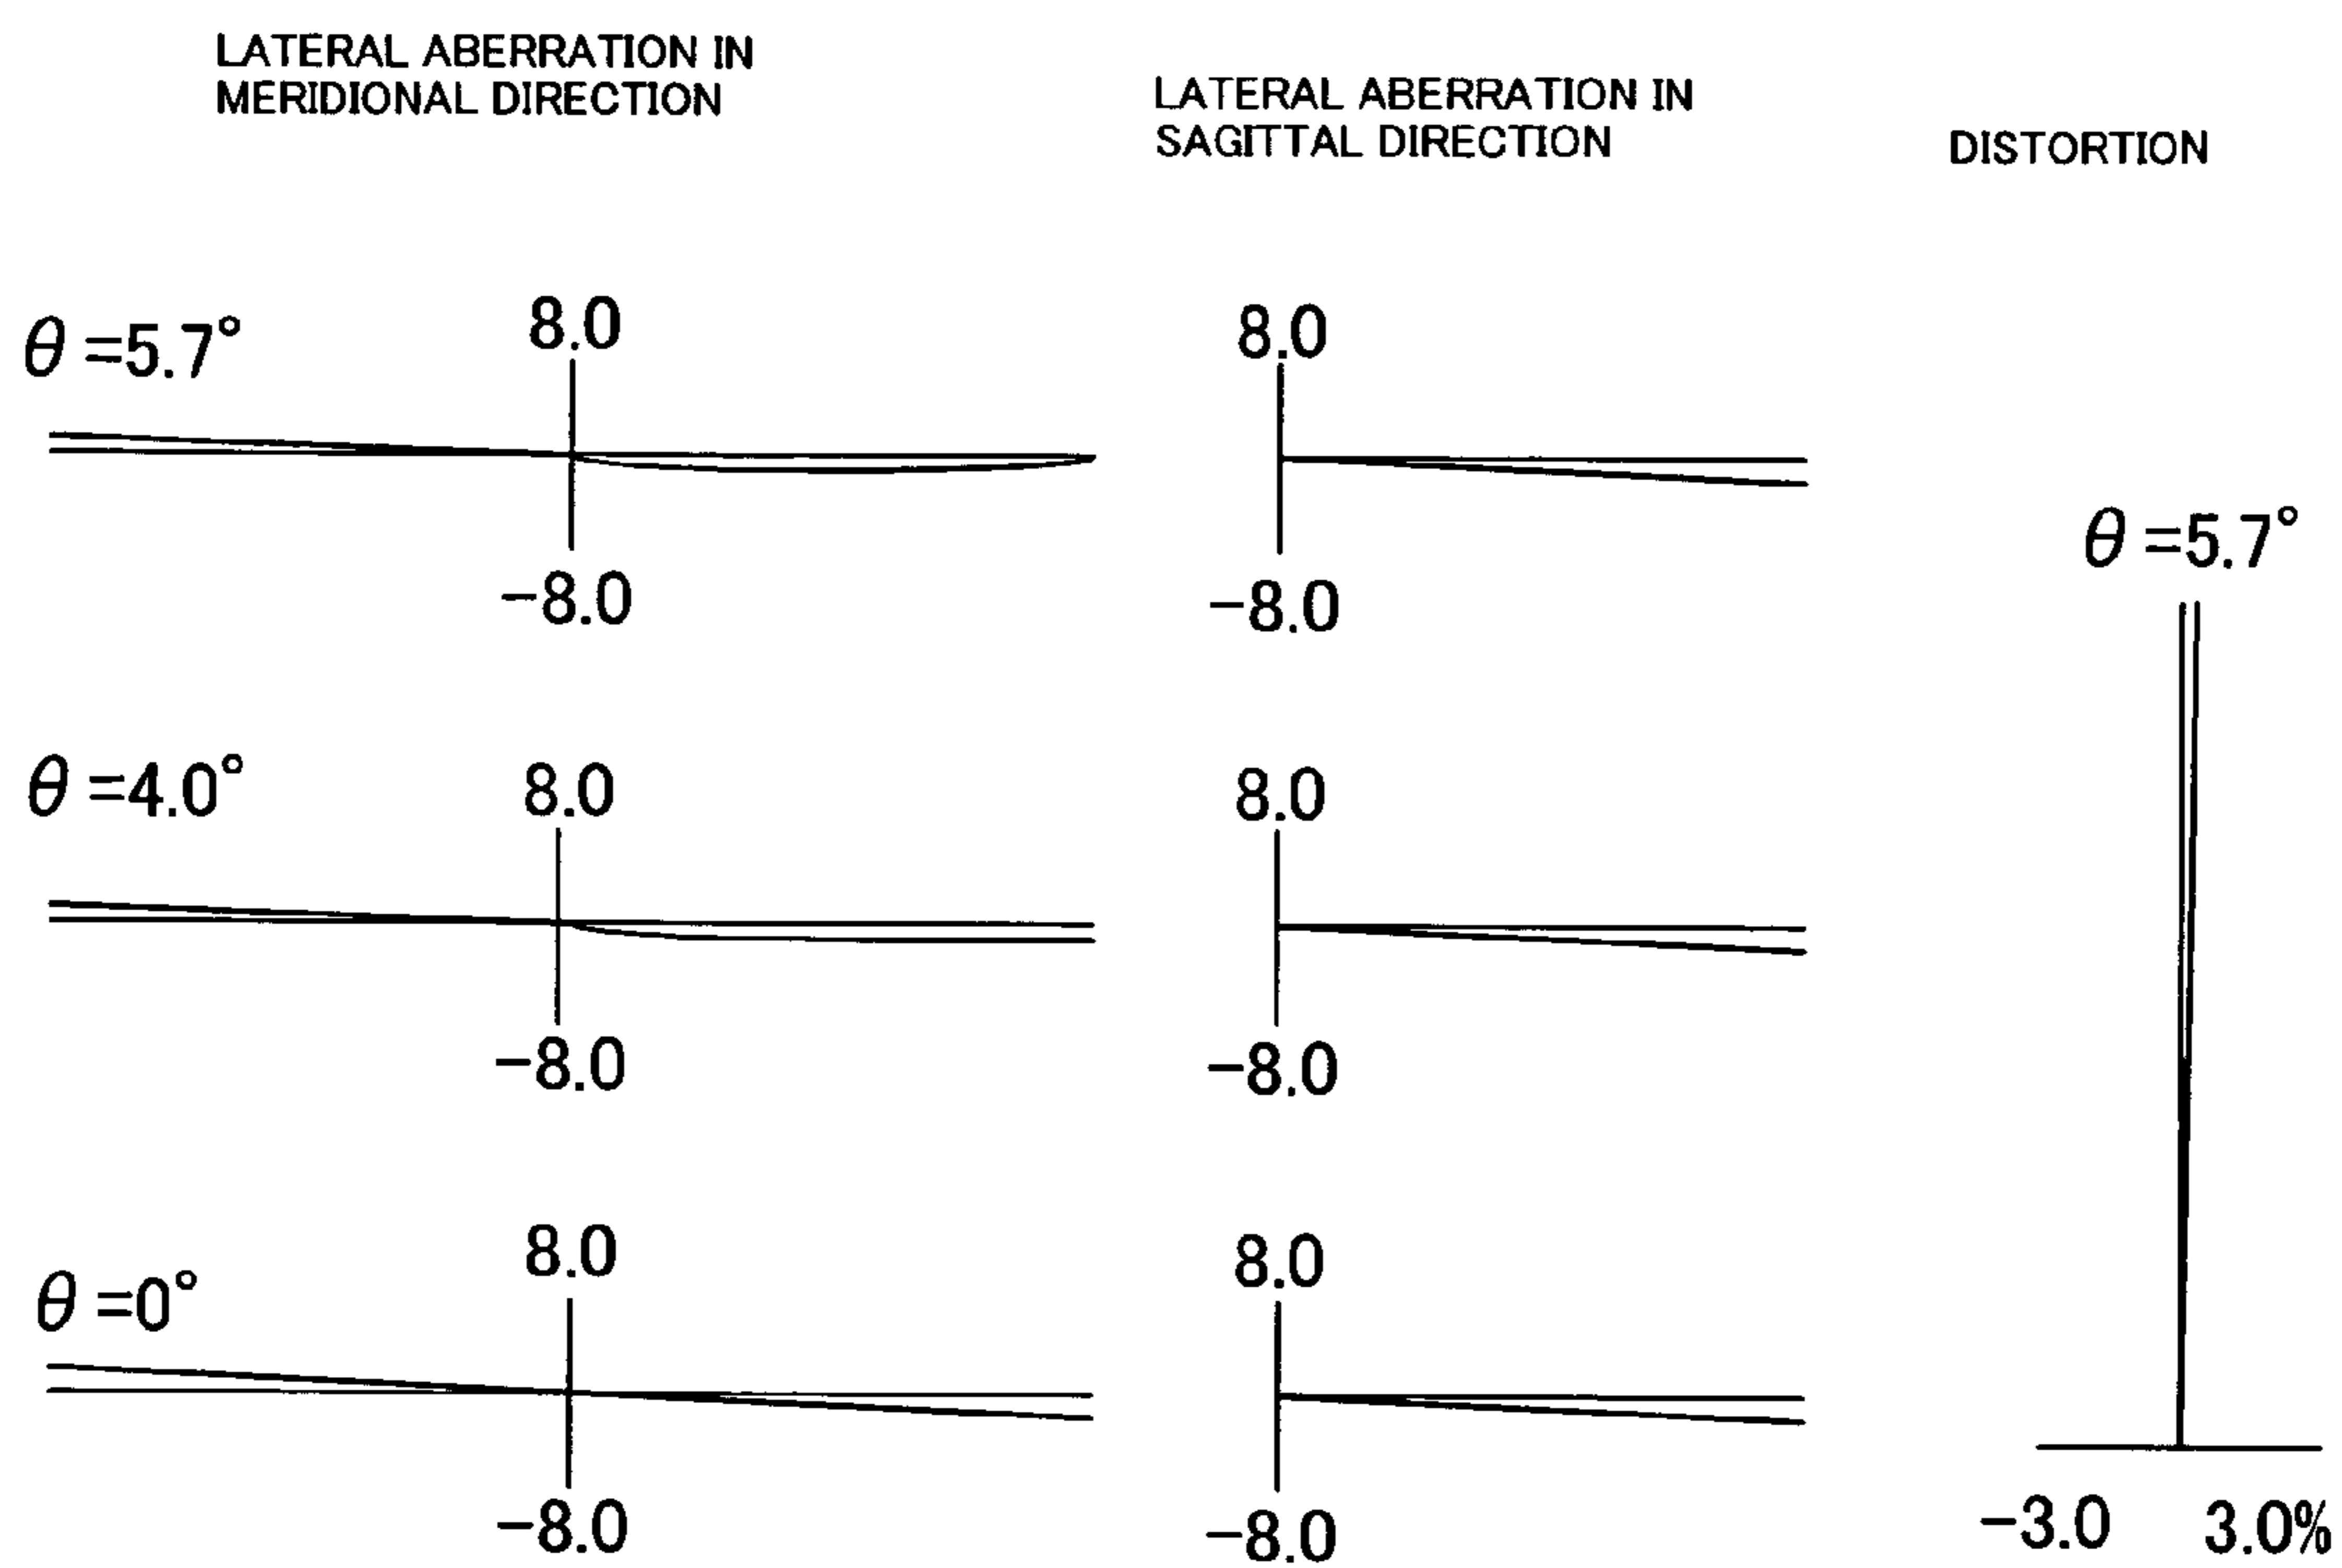 LATERAL ABERRATION IN
MERIDIONAL DIRECTION
LATERAL ABERRATION IN
SAGITTAL DIRECTION
DISTORTION
θ=5.7°
8.0
-8.0
8.0
-8.0
θ=4.0°
8.0
-8.0
8.0
-8.0
θ=0°
8.0
-8.0
8.0
-8.0
θ=5.7°
-3.0 3.0%